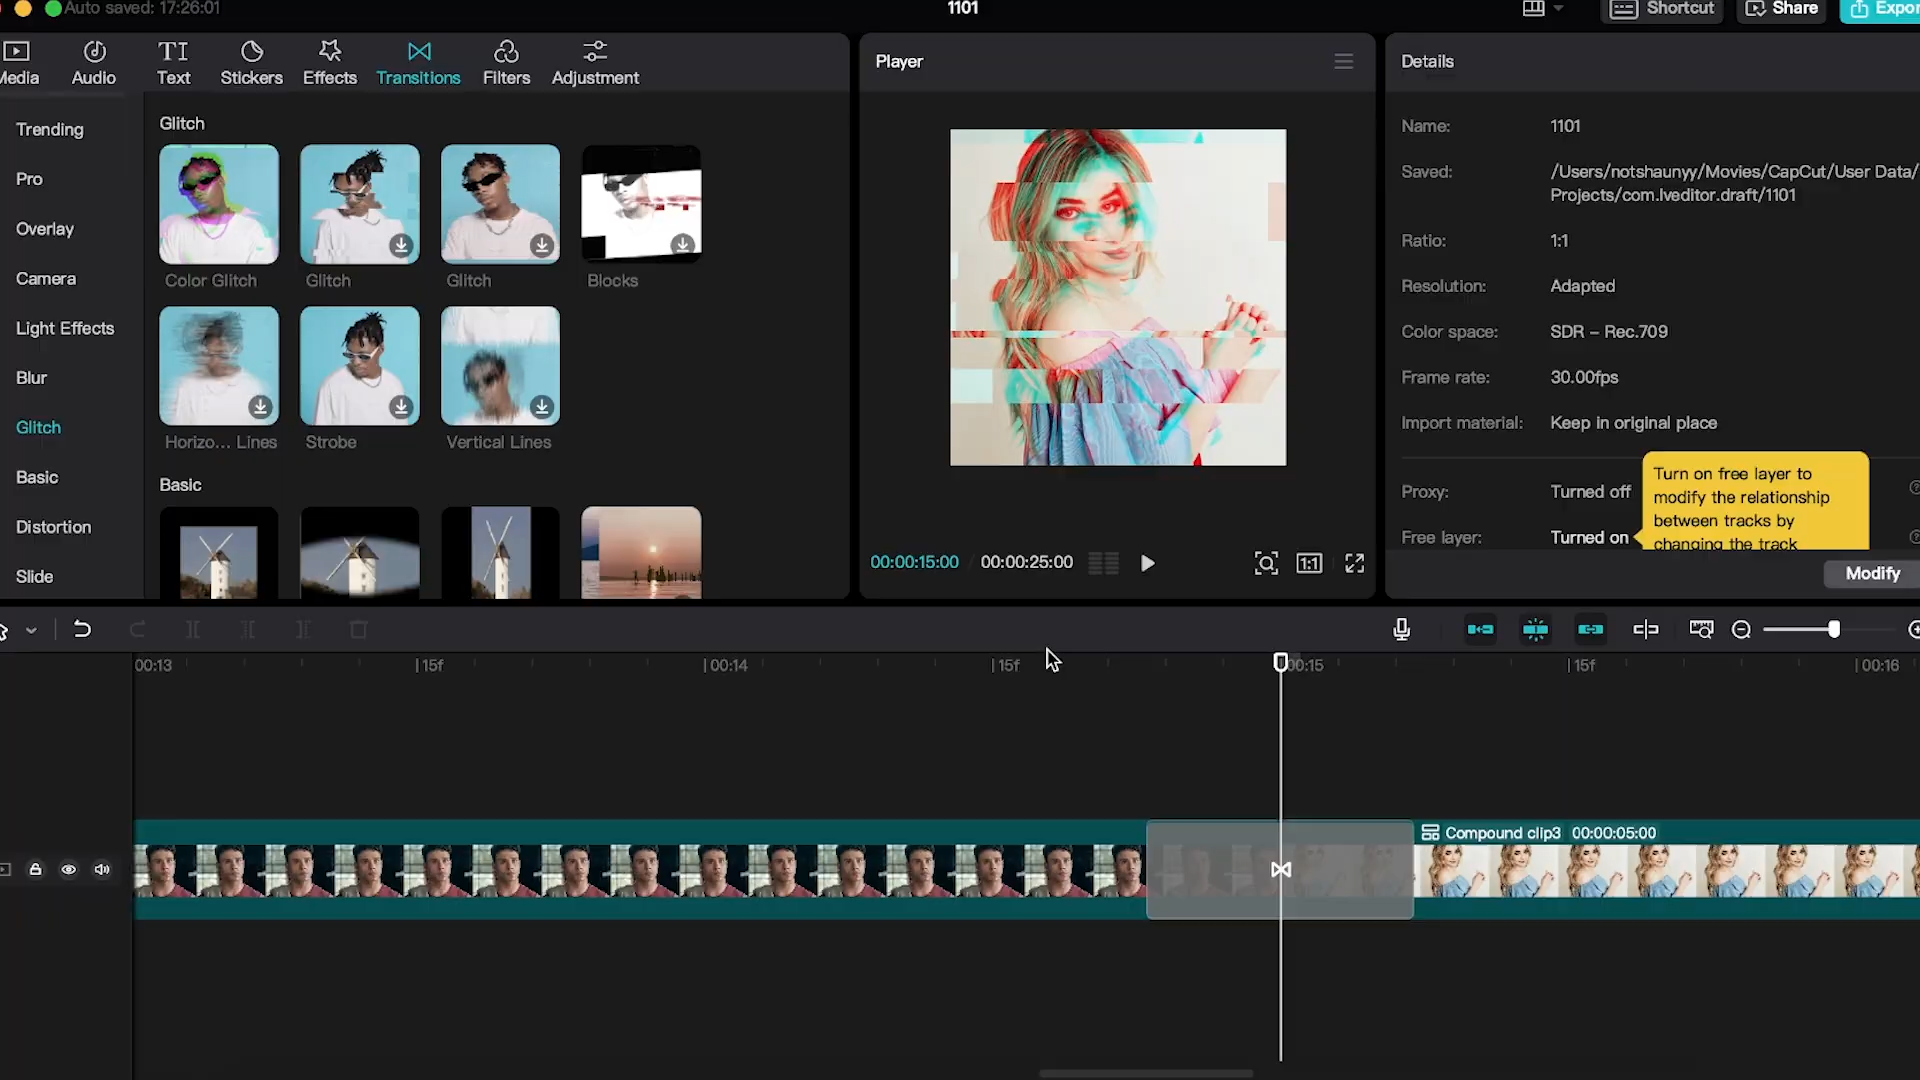 Auto saved: 17:26:01
1101
Shortcut
Share
Expor
Media
Audio
Text
Stickers
Effects
Transitions
Filters
Adjustment
Trending
Pro
Overlay
Camera
Light Effects
Blur
Glitch
Basic
Distortion
Slide
Glitch
Color Glitch
Glitch
Glitch
Blocks
Horizo... Lines
Strobe
Vertical Lines
Basic
Player
00:00:15:00 / 00:00:25:00
1:1
Details
Name: 1101
Saved: /Users/notshaunyy/Movies/CapCut/User Data/
Projects/com.lveditor.draft/1101
Ratio: 1:1
Resolution: Adapted
Color space: SDR – Rec.709
Frame rate: 30.00fps
Import material: Keep in original place
Proxy: Turned off
Free layer: Turned on
Turn on free layer to
modify the relationship
between tracks by
changing the track
Modify
00:13
15f
00:14
15f
00:15
15f
00:16
Compound clip3 00:00:05:00